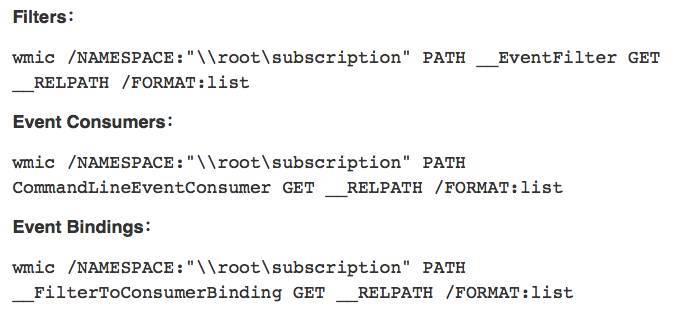 Filters：
wmic /NAMESPACE:"\\root\subscription" PATH __EventFilter GET
__RELPATH /FORMAT:list
Event Consumers：
wmic /NAMESPACE:"\\root\subscription" PATH
CommandLineEventConsumer GET __RELPATH /FORMAT:list
Event Bindings：
wmic /NAMESPACE:"\\root\subscription" PATH
__FilterToConsumerBinding GET __RELPATH /FORMAT:list